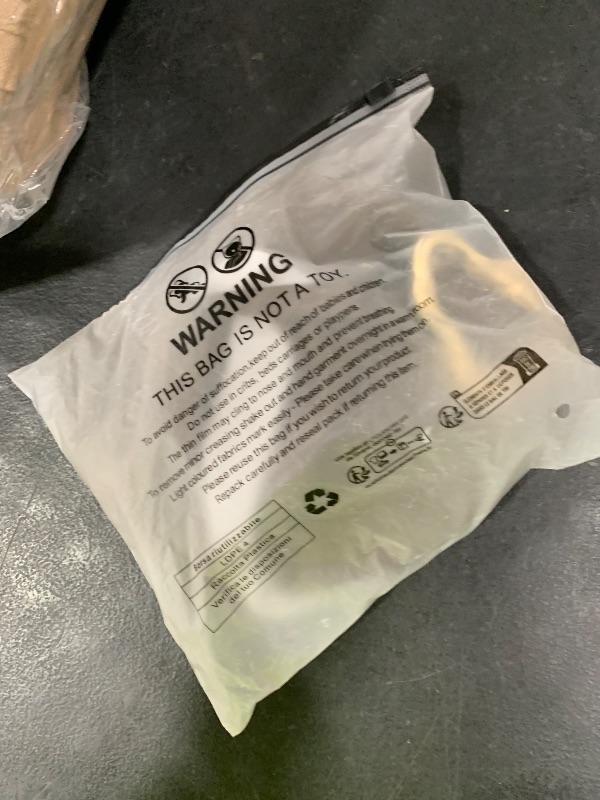 WARNING
THIS BAG IS NOT A TOY.
To avoid danger of suffocation, keep out of reach of babies and children.
Do not use in cribs, beds carriages or playpens.
The thin film may cling to nose and mouth and prevent breathing.
To remove minor creasing shake out and hand garment overnight in a warm room.
Light coloured fabrics mark easily - Please take care when trying them on.
Please reuse this bag if you wish to return your product.
Repack carefully and reseal pack if returning this item.
Borsa riutilizzabile
LDPE 4
Raccolta Plastica
Verifica le disposizioni
del tuo Comune